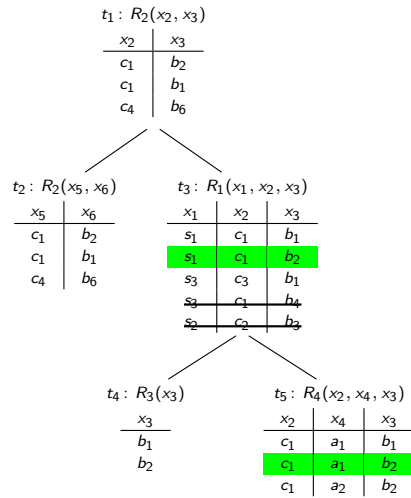 t₁: R₂(x₂, x₃)
x₂ x₃
c₁ b₂
c₁ b₁
c₄ b₆
t₂: R₂(x₅, x₆)
x₅ x₆
c₁ b₂
c₁ b₁
c₄ b₆
t₃: R₁(x₁, x₂, x₃)
x₁ x₂ x₃
s₁ c₁ b₁
s₁ c₁ b₂
s₃ c₃ b₁
s₃ c₁ b₄
s₂ c₂ b₃
t₄: R₃(x₃)
x₃
b₁
b₂
t₅: R₄(x₂, x₄, x₃)
x₂ x₄ x₃
c₁ a₁ b₁
c₁ a₁ b₂
c₁ a₂ b₂